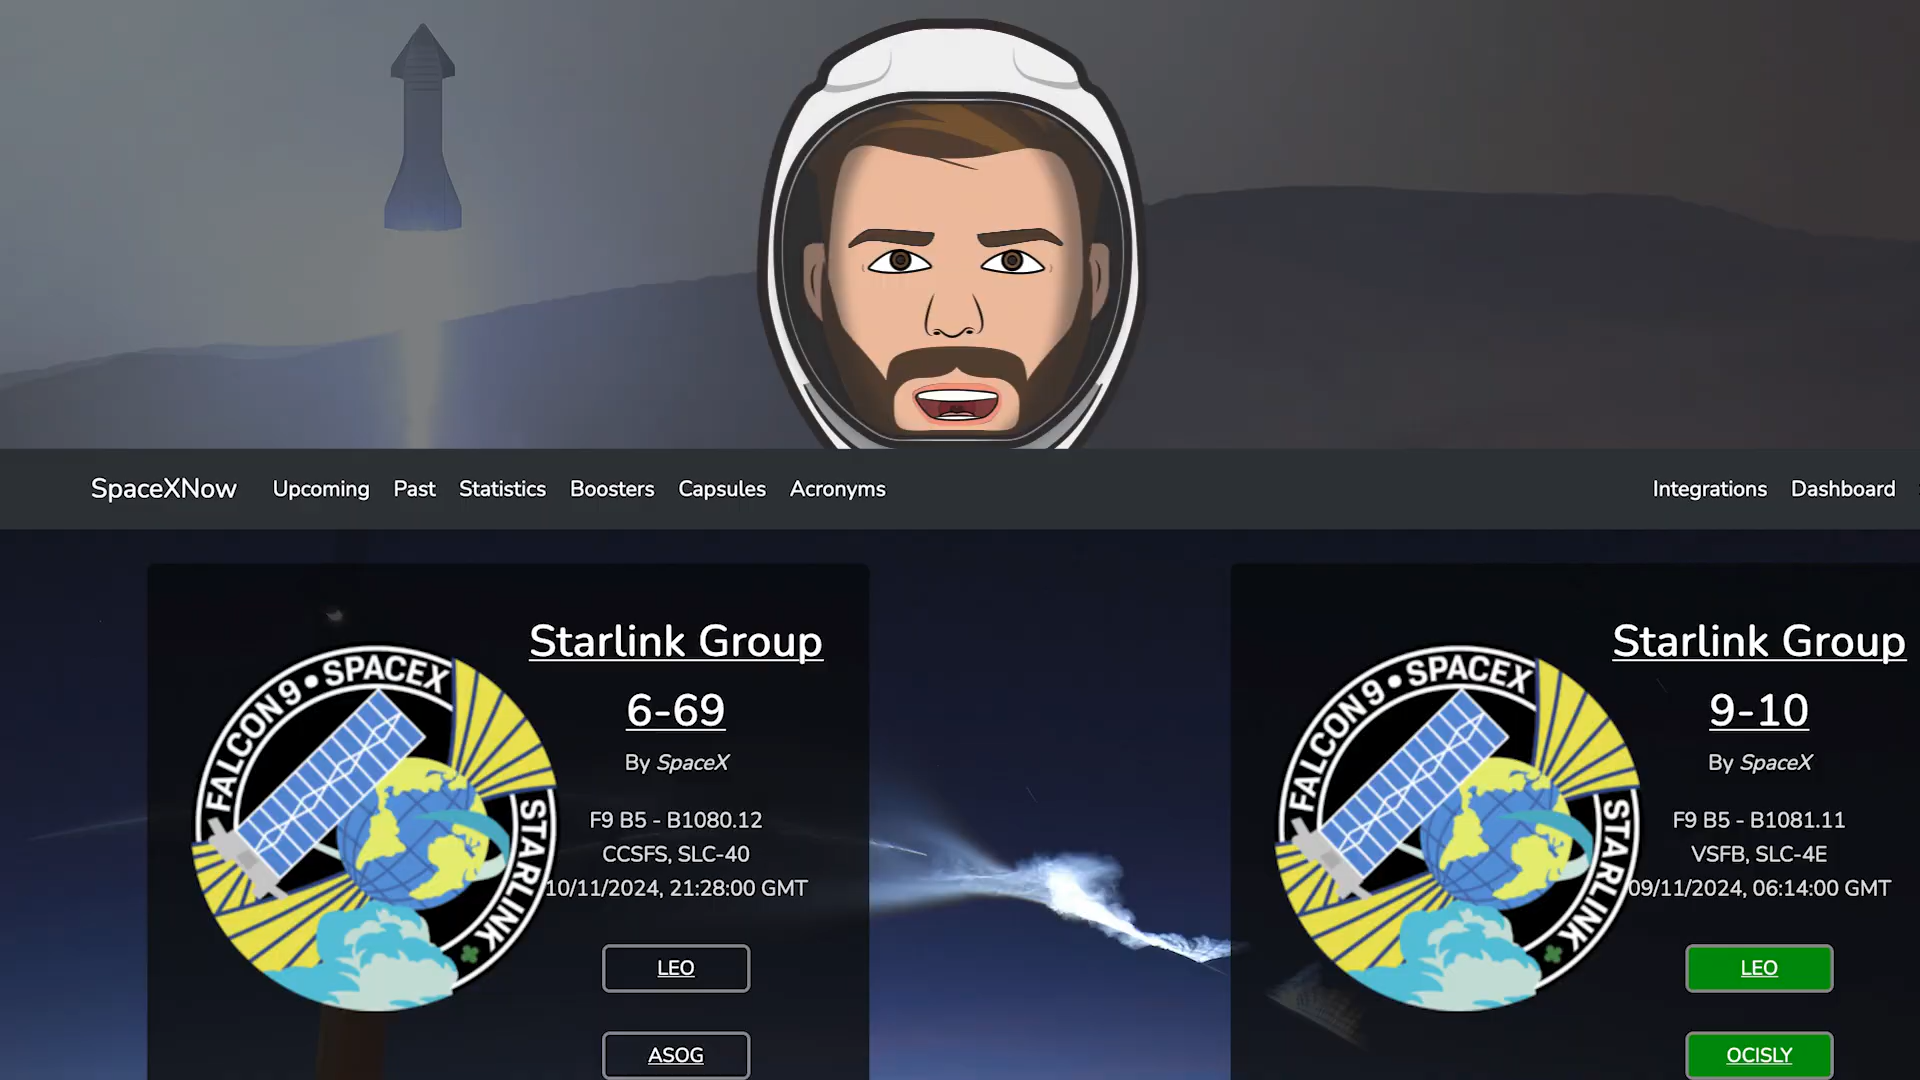 SpaceXNow Upcoming Past Statistics Boosters Capsules Acronyms Integrations Dashboard
FALCON 9 • SPACEX
STARLINK
Starlink Group
6-69
By SpaceX
F9 B5 - B1080.12
CCSFS, SLC-40
10/11/2024, 21:28:00 GMT
LEO
ASOG
FALCON 9 • SPACEX
STARLINK
Starlink Group
9-10
By SpaceX
F9 B5 - B1081.11
VSFB, SLC-4E
09/11/2024, 06:14:00 GMT
LEO
OCISLY